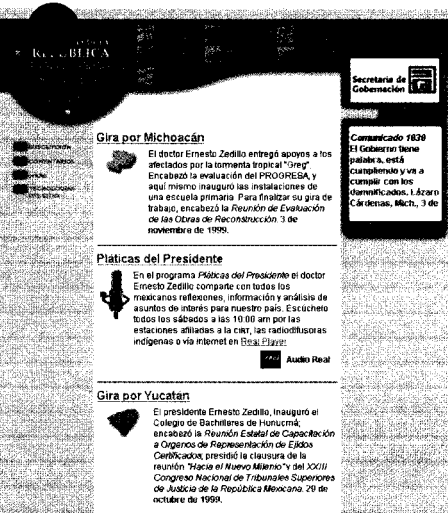 REPÚBLICA
Secretaría de
Gobernación
Gira por Michoacán
El doctor Ernesto Zedillo entregó apoyos a los
afectados por la tormenta tropical "Greg".
Encabezó la evaluación del PROGRESA, y
aquí mismo inauguró las instalaciones de
una escuela primaria. Para finalizar su gira de
trabajo, encabezó la Reunión de Evaluación
de las Obras de Reconstrucción. 3 de
noviembre de 1999.
Comunicado 1639
El Gobierno tiene
palabra, está
cumpliendo y va a
cumplir con los
damnificados. Lázaro
Cárdenas, Mich., 3 de
Pláticas del Presidente
En el programa Pláticas del Presidente el doctor
Ernesto Zedillo comparte con todos los
mexicanos reflexiones, información y análisis de
asuntos de interés para nuestro país. Escúchelo
todos los sábados a las 10:00 am por las
estaciones afiliadas a la CIRT, las radiodifusoras
indígenas o vía internet en Real Player
Audio Real
Gira por Yucatán
El presidente Ernesto Zedillo, inauguró el
Colegio de Bachilleres de Hunucmá;
encabezó la Reunión Estatal de Capacitación
a Organos de Representación de Ejidos
Certificados; presidió la clausura de la
reunión "Hacia el Nuevo Milenio" y del XXIII
Congreso Nacional de Tribunales Superiores
de Justicia de la República Mexicana. 29 de
octubre de 1999.